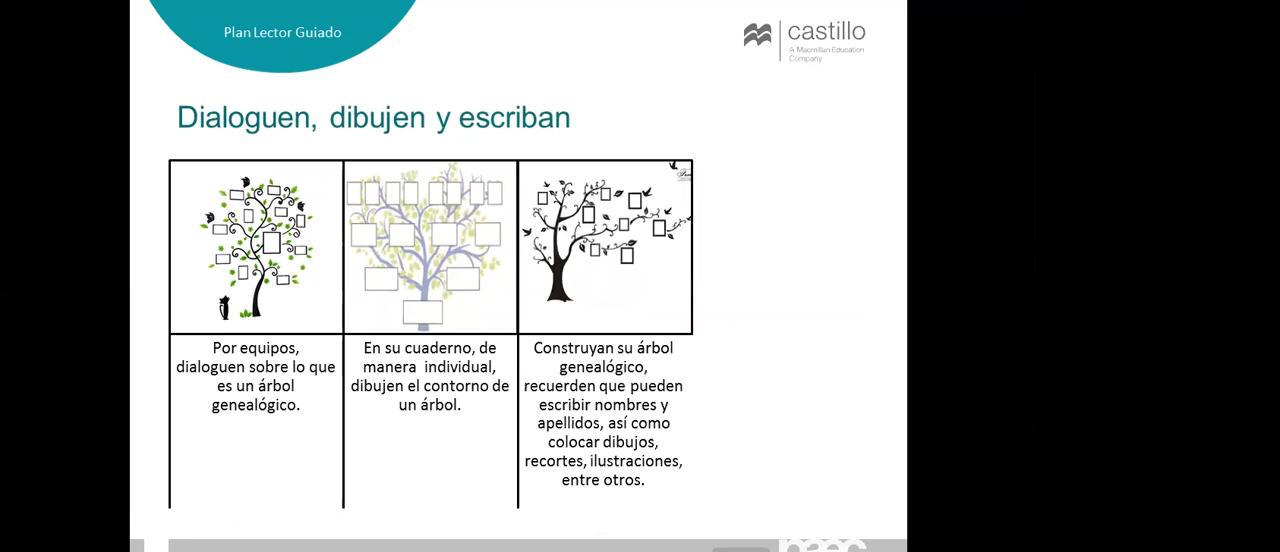 Plan Lector Guiado
castillo
A Macmillan Education
Company
Dialoguen, dibujen y escriban
Por equipos,
dialoguen sobre lo que
es un árbol
genealógico.
En su cuaderno, de
manera individual,
dibujen el contorno de
un árbol.
Construyan su árbol
genealógico,
recuerden que pueden
escribir nombres y
apellidos, así como
colocar dibujos,
recortes, ilustraciones,
entre otros.